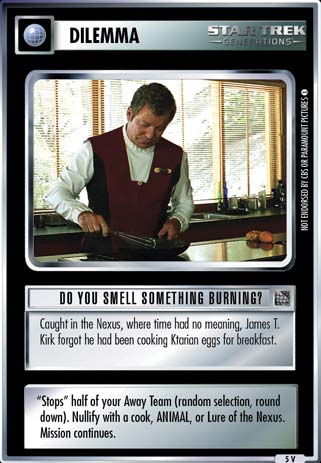 DILEMMA
STAR TREK
GENERATIONS
NOT ENDORSED BY CBS OR PARAMOUNT PICTURES
DO YOU SMELL SOMETHING BURNING?
Caught in the Nexus, where time had no meaning, James T.
Kirk forgot he had been cooking Ktarian eggs for breakfast.
"Stops" half of your Away Team (random selection, round
down). Nullify with a cook, ANIMAL, or Lure of the Nexus.
Mission continues.
5 V